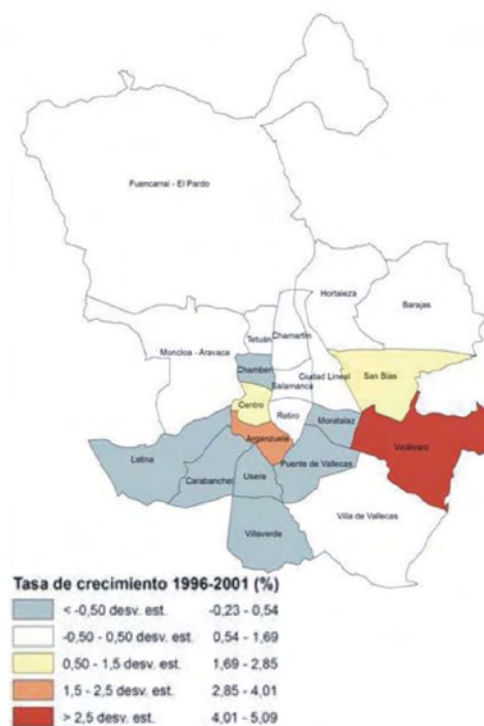 Fuencarral - El Pardo
Hortaleza
Barajas
Chamartin
Tetuán
Moncloa - Aravaca
Chamberi
Ciudad Lineal
San Blas
Salamanca
Centro
Retiro
Moratalaz
Arganzuela
Vicálvaro
Latina
Puente de Vallecas
Usera
Carabanchel
Villa de Vallecas
Villaverde
Tasa de crecimiento 1996-2001 (%)
< -0,50 desv. est. -0,23 - 0,54
-0,50 - 0,50 desv. est. 0,54 - 1,69
0,50 - 1,5 desv. est. 1,69 - 2,85
1,5 - 2,5 desv. est. 2,85 - 4,01
> 2,5 desv. est. 4,01 - 5,09